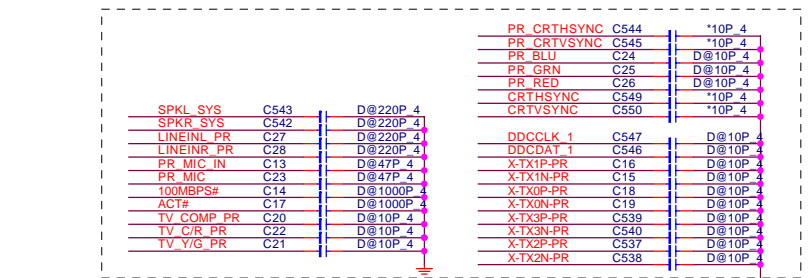 PR_CRTHSYNC C544 *10P_4
PR_CRTVSYNC C545 *10P_4
PR_BLU C24 D@10P_4
PR_GRN C25 D@10P_4
PR_RED C26 D@10P_4
CRTHSYNC C549 *10P_4
CRTVSYNC C550 *10P_4
SPKL_SYS C543 D@220P_4
SPKR_SYS C542 D@220P_4
LINEINL_PR C27 D@220P_4
LINEINR_PR C28 D@220P_4
PR_MIC_IN C13 D@47P_4
PR_MIC C23 D@47P_4
100MBPS# C14 D@1000P_4
ACT# C17 D@1000P_4
TV_COMP_PR C20 D@10P_4
TV_C/R_PR C22 D@10P_4
TV_Y/G_PR C21 D@10P_4
DDCCLK_1 C547 D@10P_4
DDCDAT_1 C546 D@10P_4
X-TX1P-PR C16 D@10P_4
X-TX1N-PR C15 D@10P_4
X-TX0P-PR C18 D@10P_4
X-TX0N-PR C19 D@10P_4
X-TX3P-PR C539 D@10P_4
X-TX3N-PR C540 D@10P_4
X-TX2P-PR C537 D@10P_4
X-TX2N-PR C538 D@10P_4